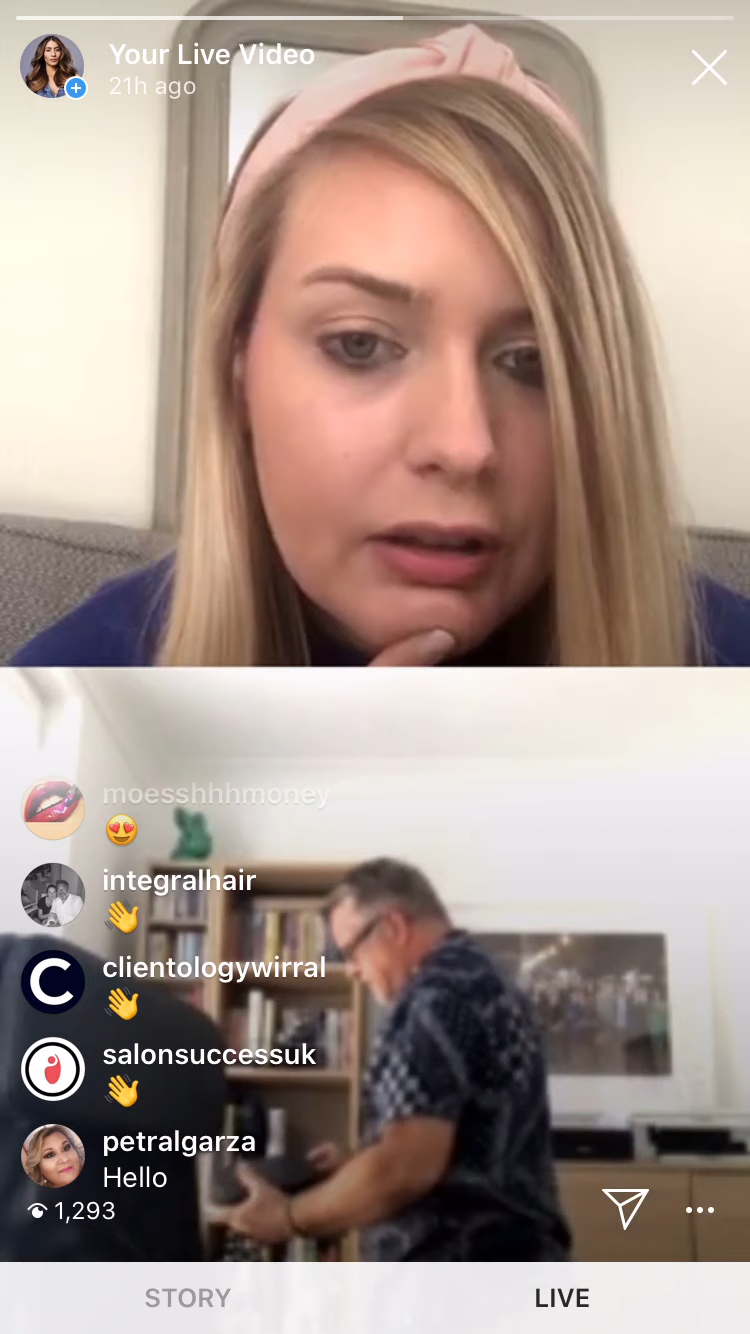 Your Live Video
21h ago
moesshhhmoney
😍
integralhair
👋
clientologywirral
👋
salonsuccessuk
👋
petralgarza
Hello
1,293
STORY
LIVE